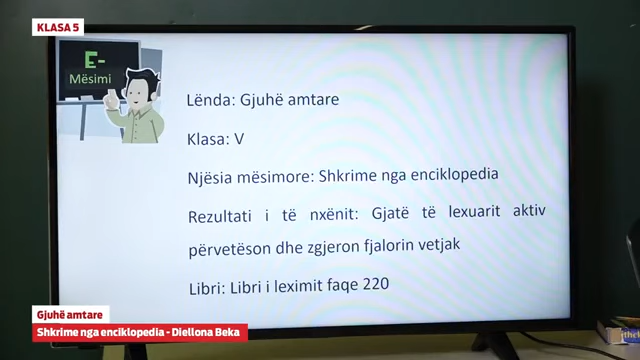 KLASA 5
E-
Mësimi
Lënda: Gjuhë amtare
Klasa: V
Njësia mësimore: Shkrime nga enciklopedia
Rezultati i të nxënit: Gjatë të lexuarit aktiv
përvetëson dhe zgjeron fjalorin vetjak
Libri: Libri i leximit faqe 220
Gjuhë amtare
Shkrime nga enciklopedia - Diellona Beka